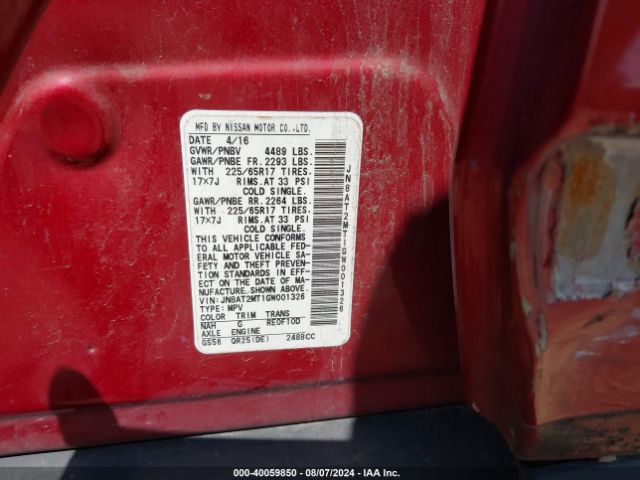 MFD BY NISSAN MOTOR CO.,LTD.
DATE 4/16
GVWR/PNBV 4489 LBS.
GAWR/PNBE FR. 2293 LBS.
WITH 225/65R17 TIRES.
17×7J RIMS.AT 33 PSI
COLD SINGLE.
GAWR/PNBE RR. 2264 LBS.
WITH 225/65R17 TIRES.
17×7J RIMS.AT 33 PSI
COLD SINGLE.
THIS VEHICLE CONFORMS
TO ALL APPLICABLE FED-
ERAL MOTOR VEHICLE SA-
FETY AND THEFT PREVEN-
TION STANDARDS IN EFF-
ECT ON THE DATE OF MA-
NUFACTURE.SHOWN ABOVE.
VIN: JN8AT2MT1GW001326
TYPE: MPV
COLOR TRIM TRANS
NAH G RE0F10D
AXLE ENGINE
GS56 QR25(DE) 2488CC
JN8AT2MT1GW001326
000-40059850 - 08/07/2024 - IAA Inc.